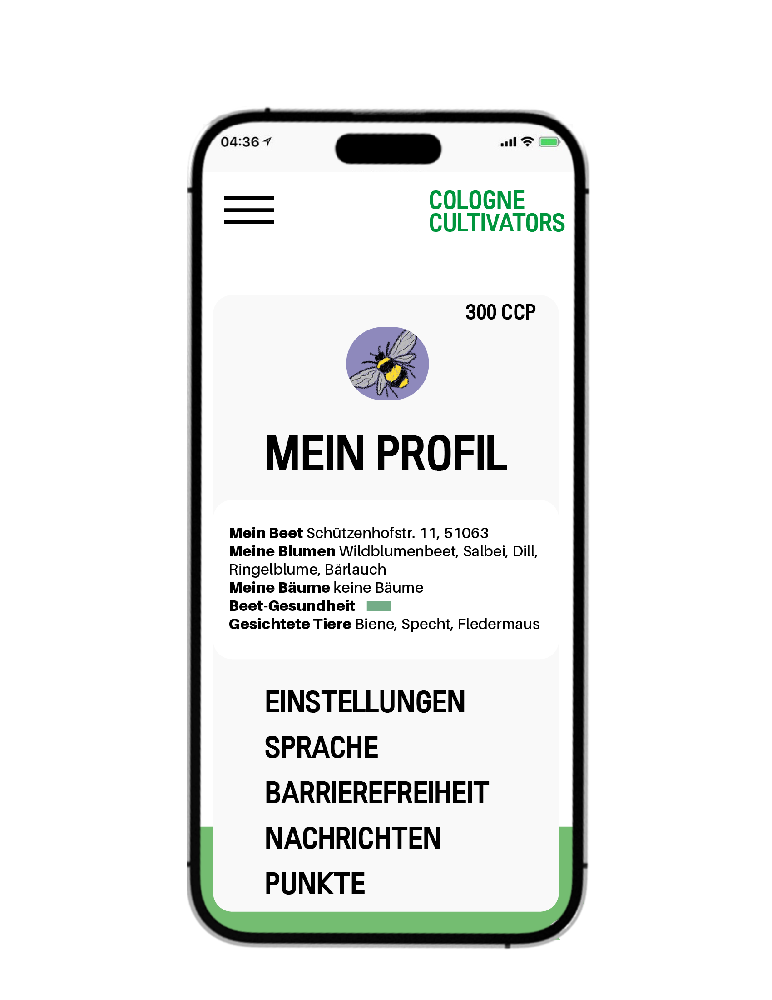 04:36
COLOGNE
CULTIVATORS
300 CCP
MEIN PROFIL
Mein Beet Schützenhofstr. 11, 51063
Meine Blumen Wildblumenbeet, Salbei, Dill,
Ringelblume, Bärlauch
Meine Bäume keine Bäume
Beet-Gesundheit
Gesichtete Tiere Biene, Specht, Fledermaus
EINSTELLUNGEN
SPRACHE
BARRIEREFREIHEIT
NACHRICHTEN
PUNKTE